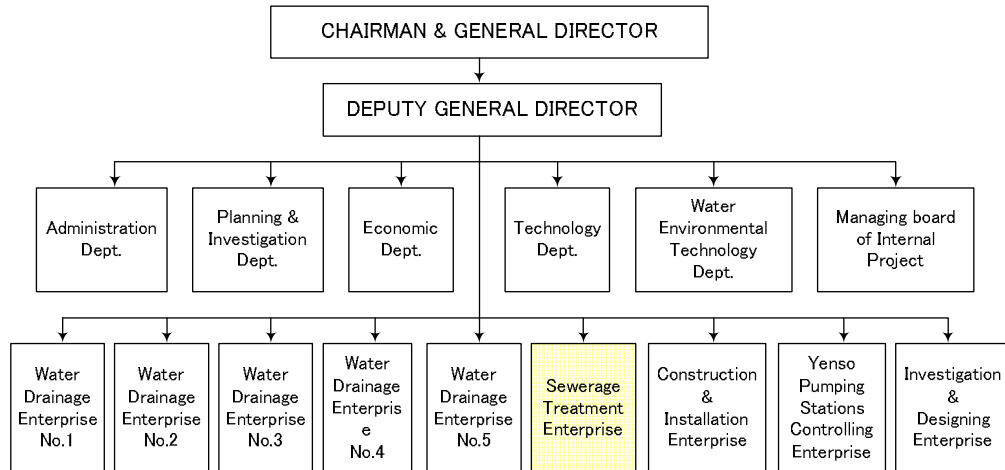 CHAIRMAN & GENERAL DIRECTOR
DEPUTY GENERAL DIRECTOR
Administration
Dept.
Planning &
Investigation
Dept.
Economic
Dept.
Technology
Dept.
Water
Environmental
Technology
Dept.
Managing board
of Internal
Project
Water
Drainage
Enterprise
No.1
Water
Drainage
Enterprise
No.2
Water
Drainage
Enterprise
No.3
Water
Drainage
Enterpris
e
No.4
Water
Drainage
Enterprise
No.5
Sewerage
Treatment
Enterprise
Construction
&
Installation
Enterprise
Yenso
Pumping
Stations
Controlling
Enterprise
Investigation
&
Designing
Enterprise